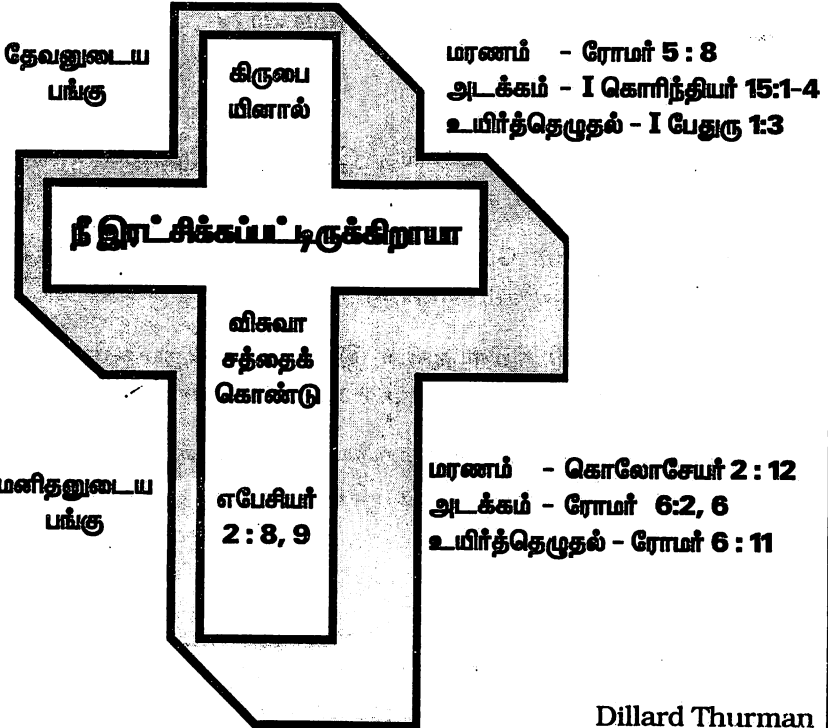 தேவனுடைய
பங்கு
கிருபை
யினால்
மரணம் - ரோமர் 5 : 8
அடக்கம் - I கொரிந்தியர் 15:1-4
உயிர்த்தெழுதல் - I பேதுரு 1:3
நீ இரட்சிக்கப்பட்டிருக்கிறாயா
விசுவா
சத்தைக்
கொண்டு
மனிதனுடைய
பங்கு
எபேசியர்
2 : 8, 9
மரணம் - கொலோசேயர் 2 : 12
அடக்கம் - ரோமர் 6:2, 6
உயிர்த்தெழுதல் - ரோமர் 6 : 11
Dillard Thurman